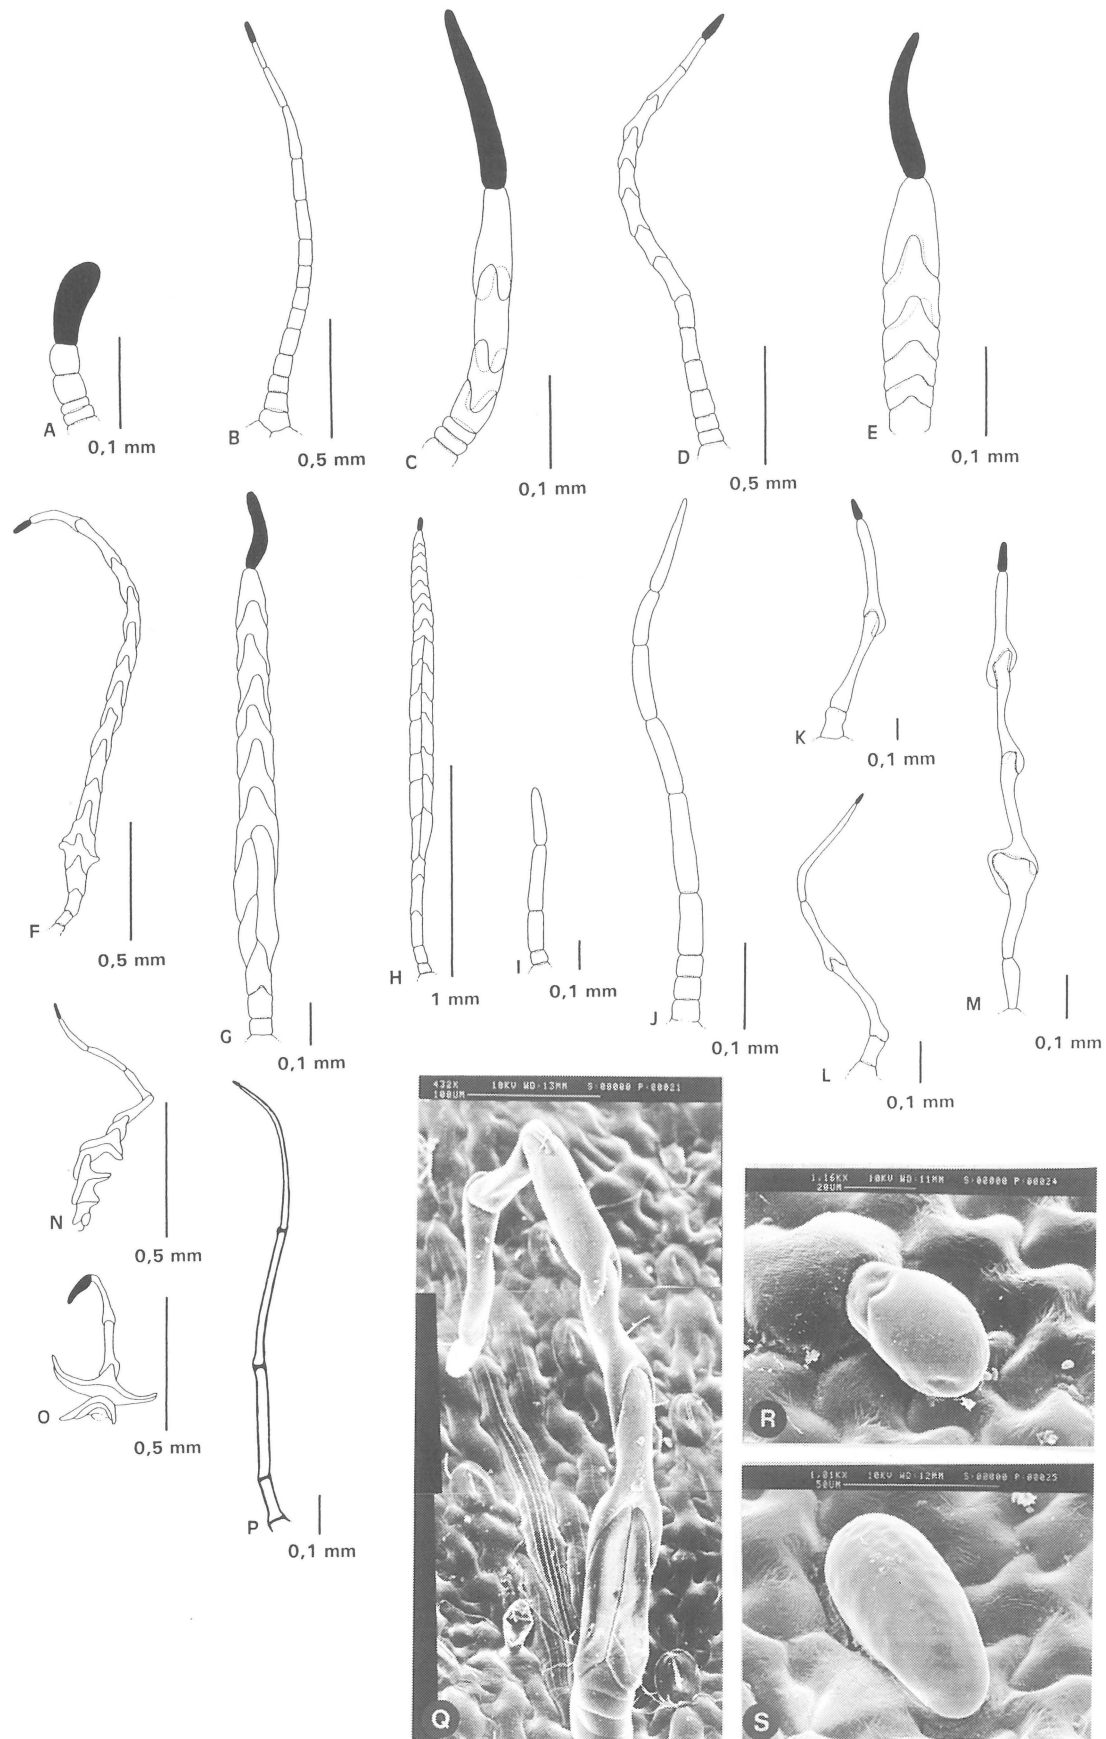 A
0,1 mm
B
0,5 mm
C
0,1 mm
D
0,5 mm
E
0,1 mm
F
0,5 mm
G
0,1 mm
H
1 mm
I
0,1 mm
J
0,1 mm
K
0,1 mm
L
0,1 mm
M
0,1 mm
N
0,5 mm
O
0,5 mm
P
0,1 mm
432X 10KV WD:13MM S:00000 P:00021
100UM
Q
1.16KX 10KV WD:11MM S:00000 P:00024
20UM
R
1.01KX 10KV WD:12MM S:00000 P:00025
50UM
S